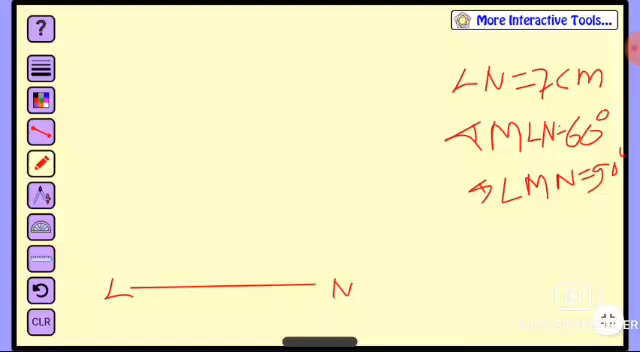 ?
More Interactive Tools...
LN=7cm
∢MLN=60°
∢LMN=90°
L N
CLR